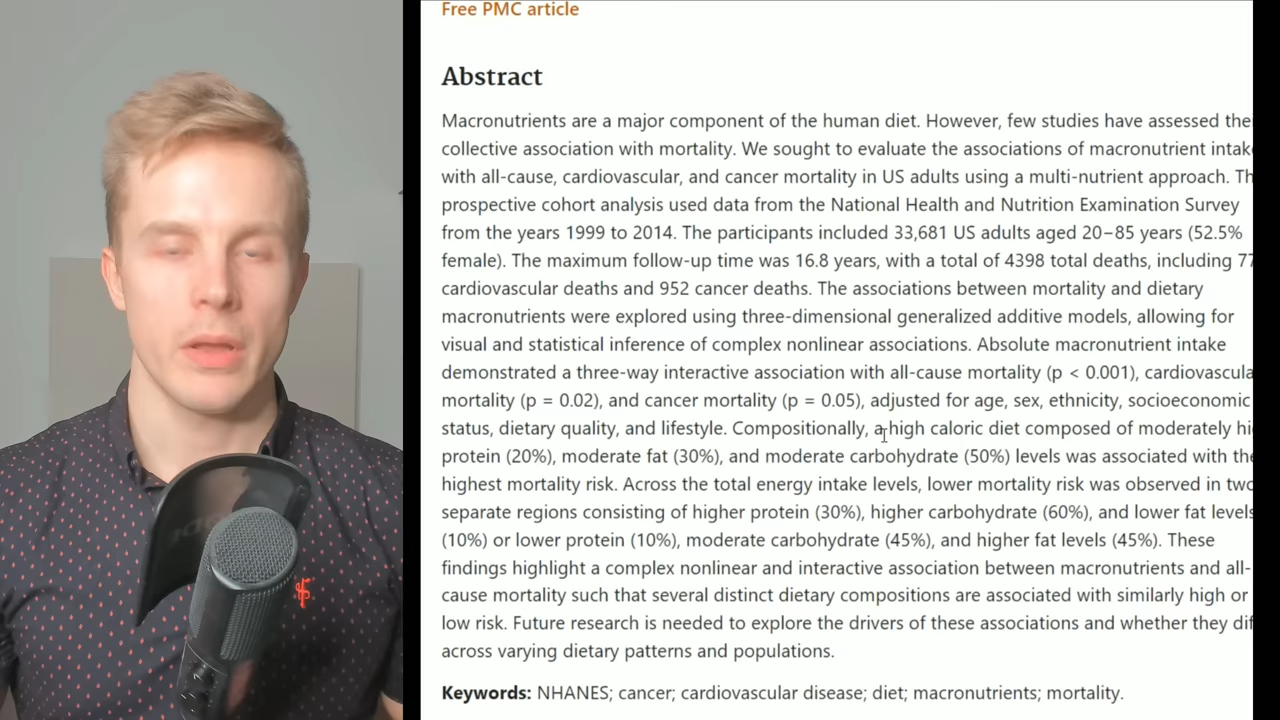 Free PMC article
Abstract
Macronutrients are a major component of the human diet. However, few studies have assessed
collective association with mortality. We sought to evaluate the associations of macronutrient
with all-cause, cardiovascular, and cancer mortality in US adults using a multi-nutrient approach.
prospective cohort analysis used data from the National Health and Nutrition Examination Survey
from the years 1999 to 2014. The participants included 33,681 US adults aged 20–85 years (52.5%
female). The maximum follow-up time was 16.8 years, with a total of 4398 total deaths, including
cardiovascular deaths and 952 cancer deaths. The associations between mortality and dietary
macronutrients were explored using three-dimensional generalized additive models, allowing for
visual and statistical inference of complex nonlinear associations. Absolute macronutrient intake
demonstrated a three-way interactive association with all-cause mortality (p < 0.001),
mortality (p = 0.02), and cancer mortality (p = 0.05), adjusted for age, sex, ethnicity, socioeconomic
status, dietary quality, and lifestyle. Compositionally, a high caloric diet composed of moderately
protein (20%), moderate fat (30%), and moderate carbohydrate (50%) levels was associated with
highest mortality risk. Across the total energy intake levels, lower mortality risk was observed in
separate regions consisting of higher protein (30%), higher carbohydrate (60%), and lower fat levels
(10%) or lower protein (10%), moderate carbohydrate (45%), and higher fat levels (45%). These
findings highlight a complex nonlinear and interactive association between macronutrients and all-
cause mortality such that several distinct dietary compositions are associated with similarly high or
low risk. Future research is needed to explore the drivers of these associations and whether they
across varying dietary patterns and populations.
Keywords: NHANES; cancer; cardiovascular disease; diet; macronutrients; mortality.